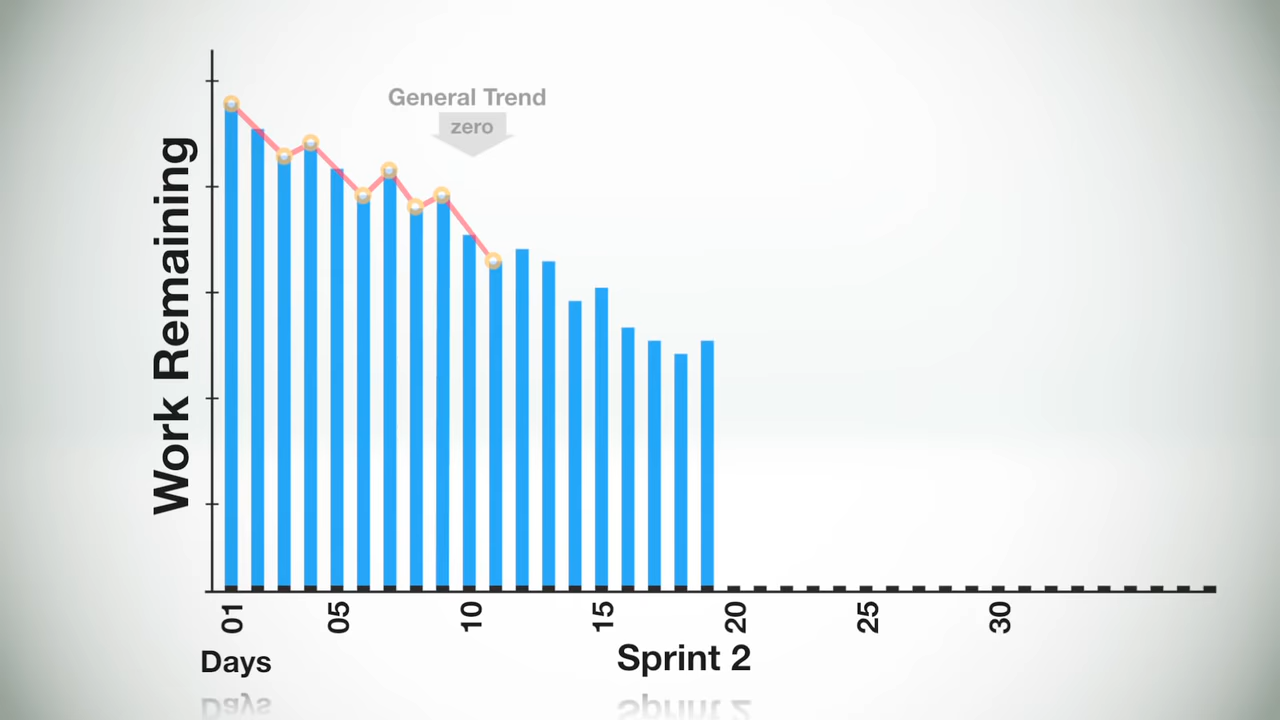 General Trend
zero
Work Remaining
01 05 10 15 20 25 30
Days
Sprint 2